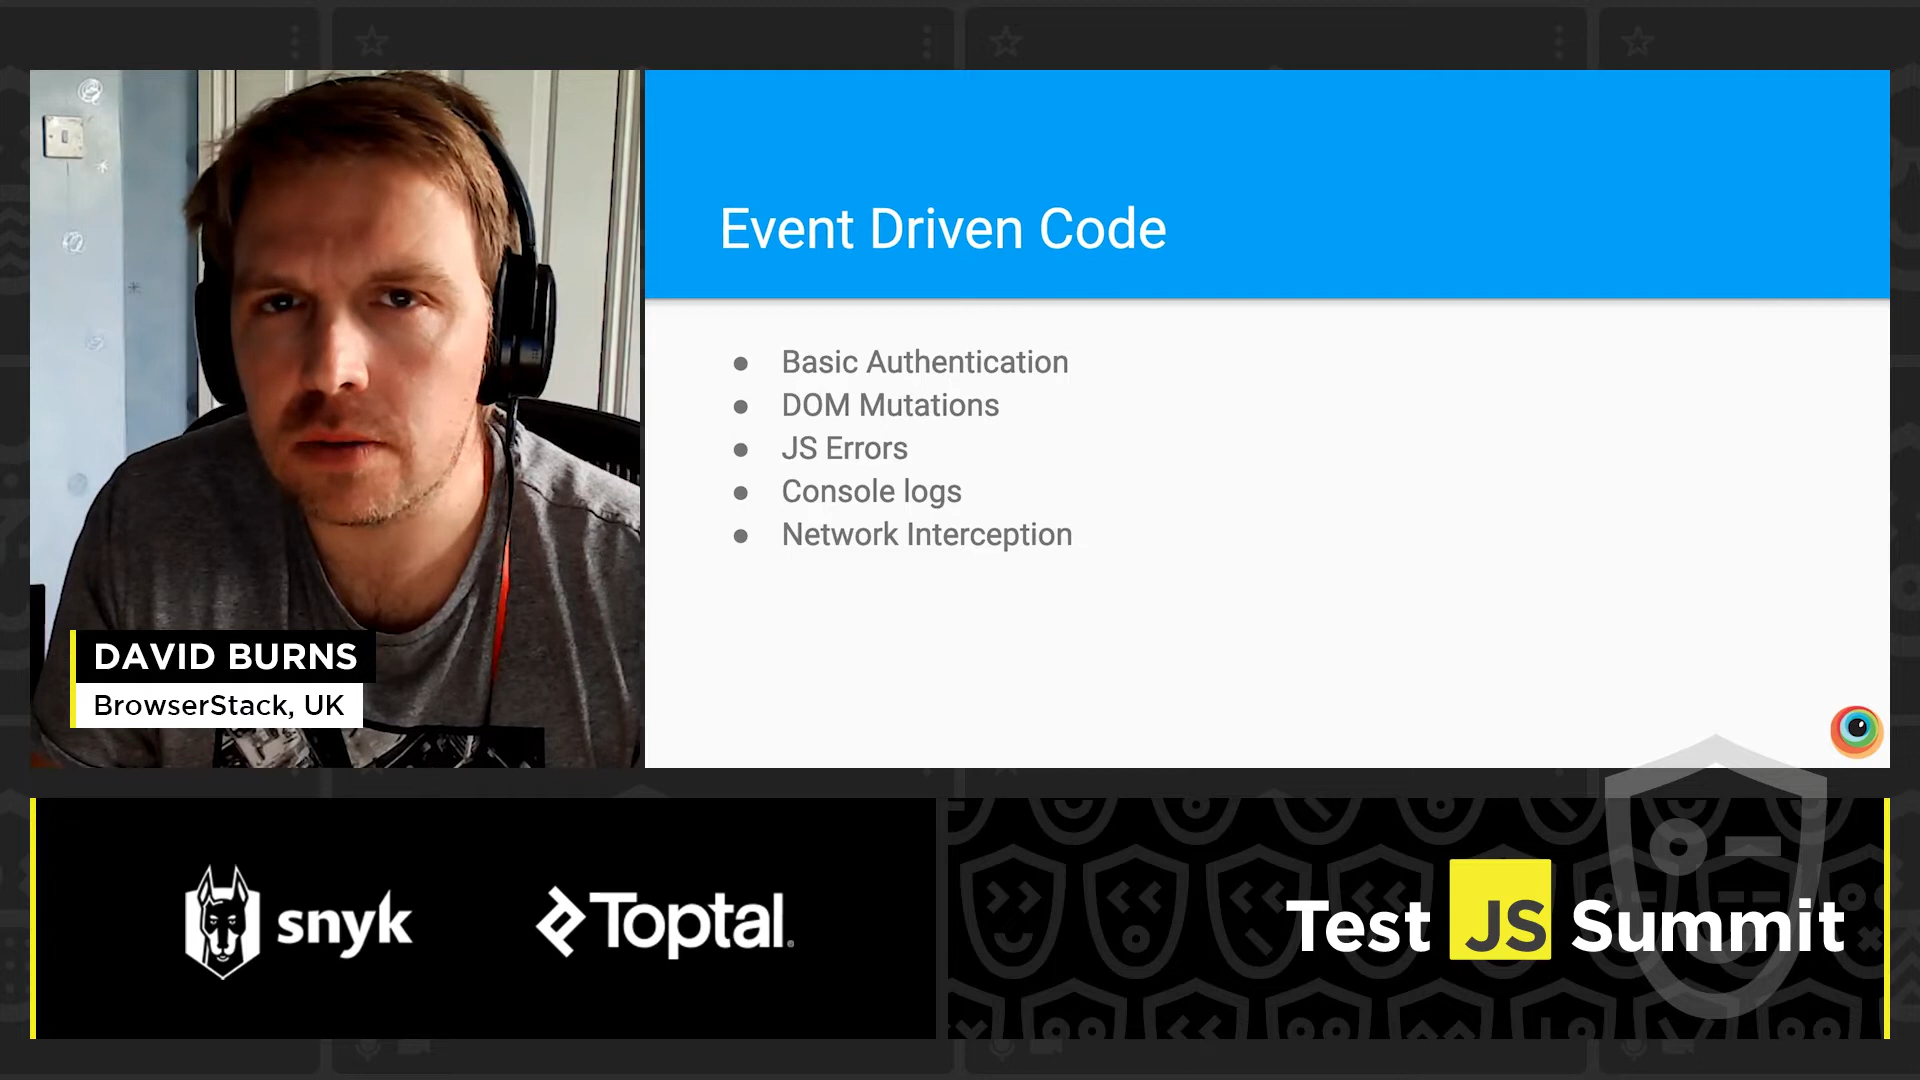 Event Driven Code
● Basic Authentication
● DOM Mutations
● JS Errors
● Console logs
● Network Interception
DAVID BURNS
BrowserStack, UK
snyk
Toptal
Test JS Summit